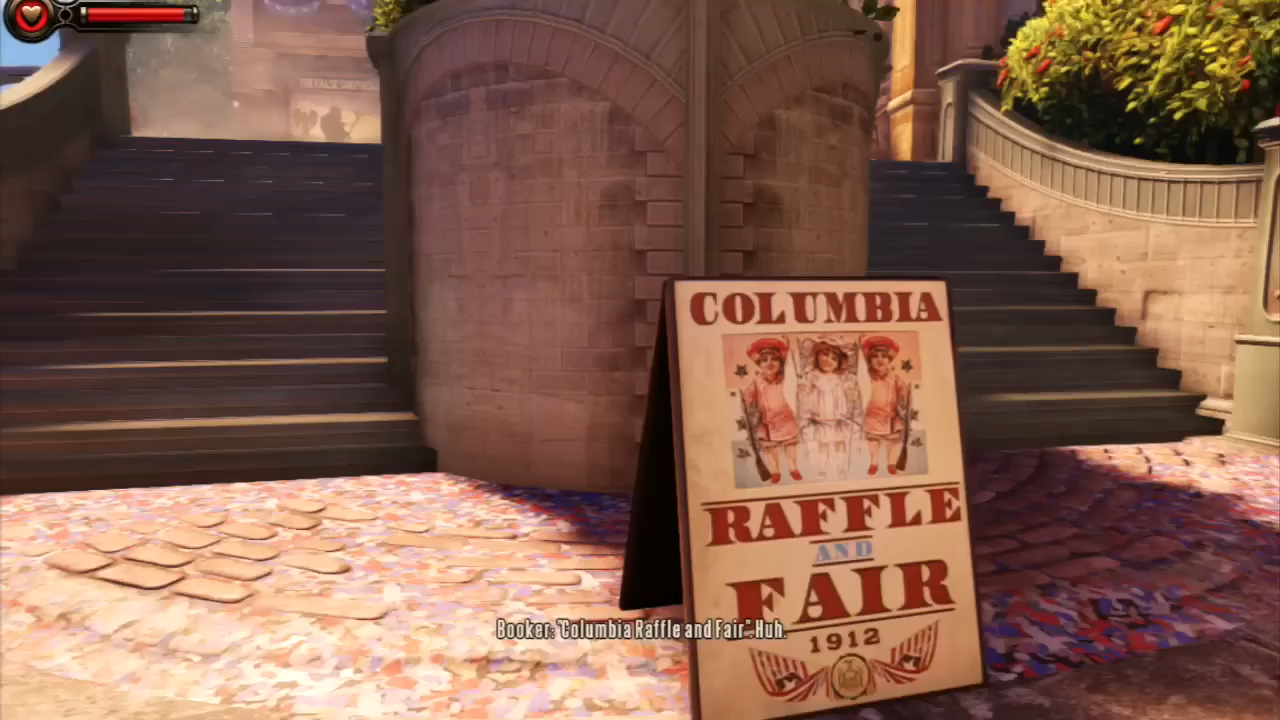 COLUMBIA
RAFFLE
AND
FAIR
Booker: "Columbia Raffle and Fair". Huh.
1912